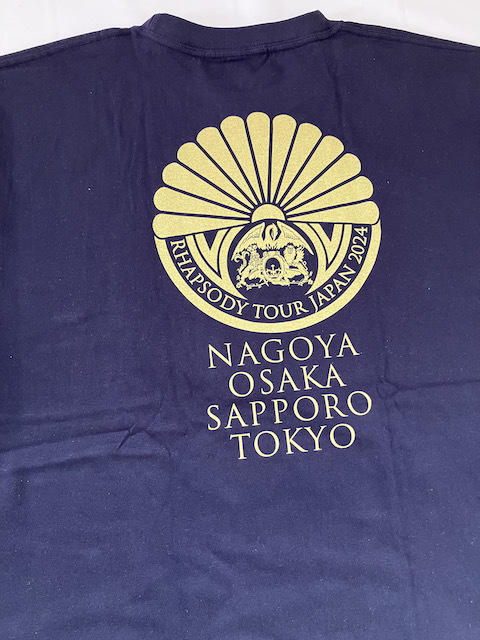 RHAPSODY TOUR JAPAN 2024
NAGOYA
OSAKA
SAPPORO
TOKYO